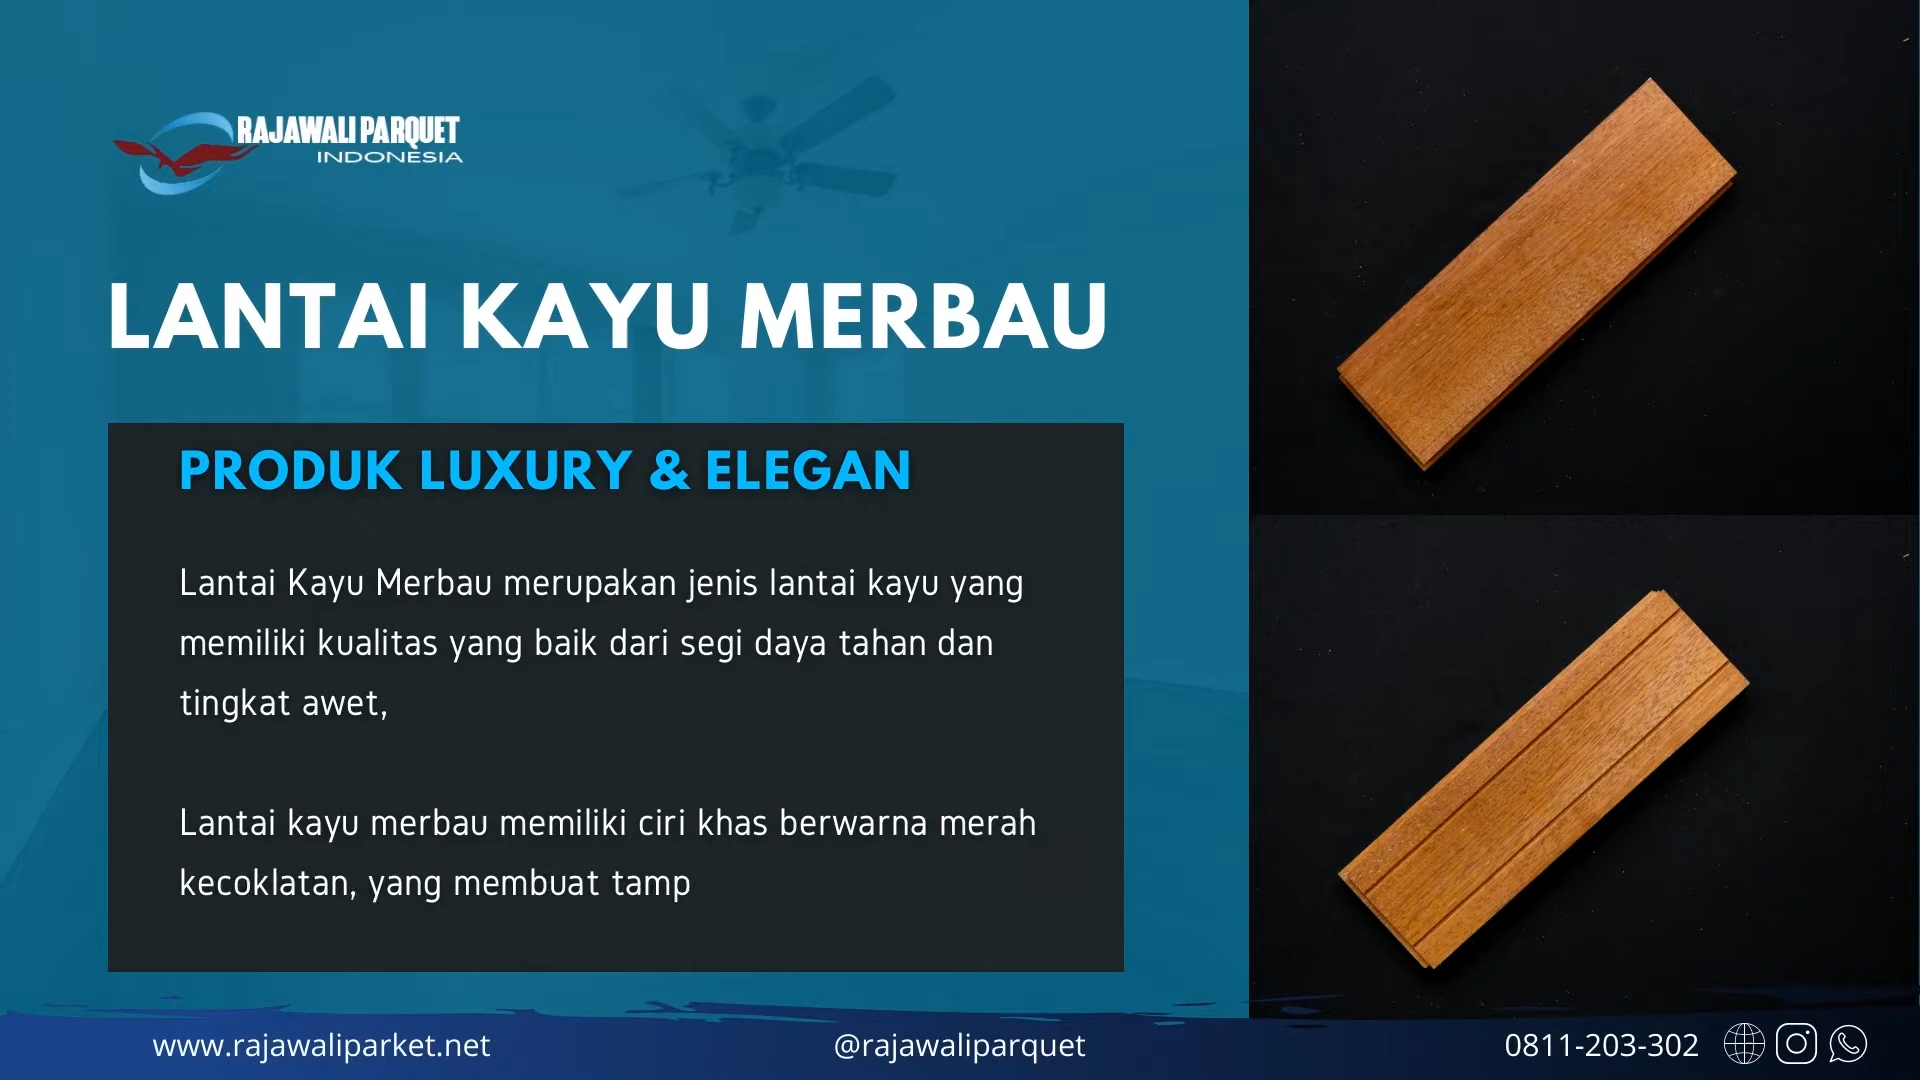 RAJAWALI PARQUET
INDONESIA
LANTAI KAYU MERBAU
PRODUK LUXURY & ELEGAN
Lantai Kayu Merbau merupakan jenis lantai kayu yang
memiliki kualitas yang baik dari segi daya tahan dan
tingkat awet,
Lantai kayu merbau memiliki ciri khas berwarna merah
kecoklatan, yang membuat tamp
www.rajawaliparket.net
@rajawaliparquet
0811-203-302